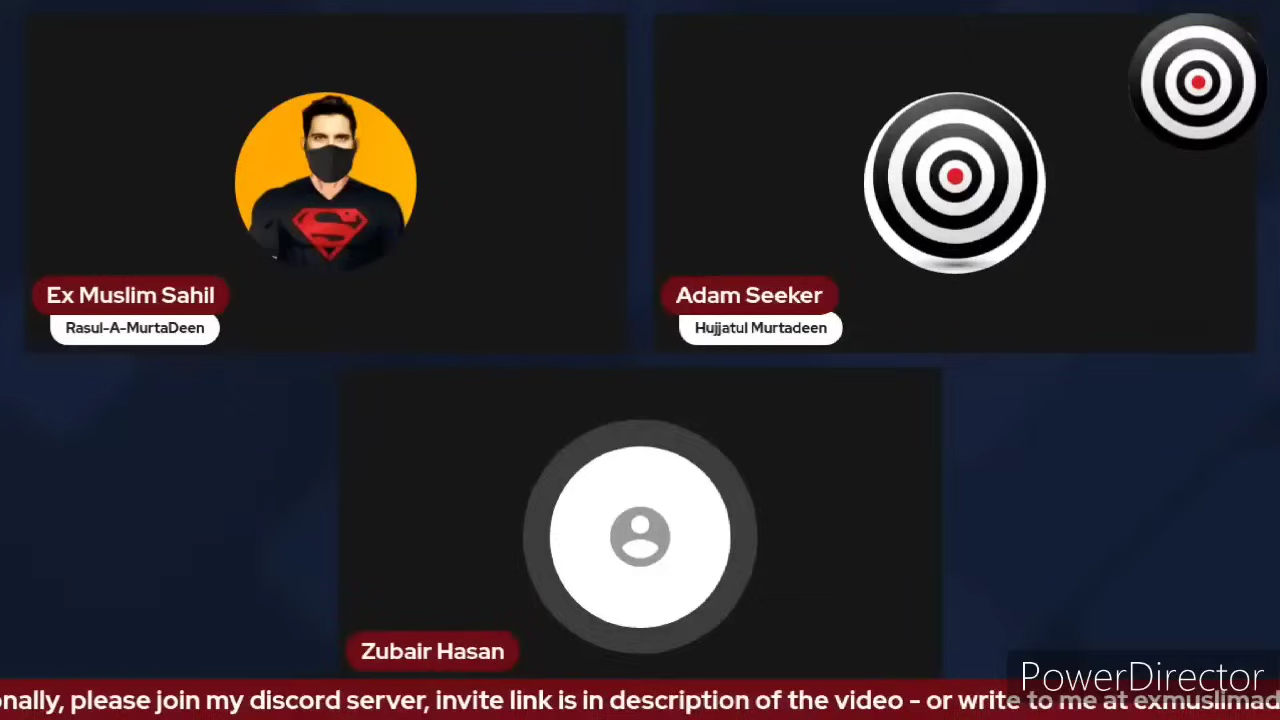 Ex Muslim Sahil
Rasul-A-MurtaDeen
Adam Seeker
Hujjatul Murtadeen
Zubair Hasan
PowerDirector
onally, please join my discord server, invite link is in description of the video - or write to me at exmuslimad